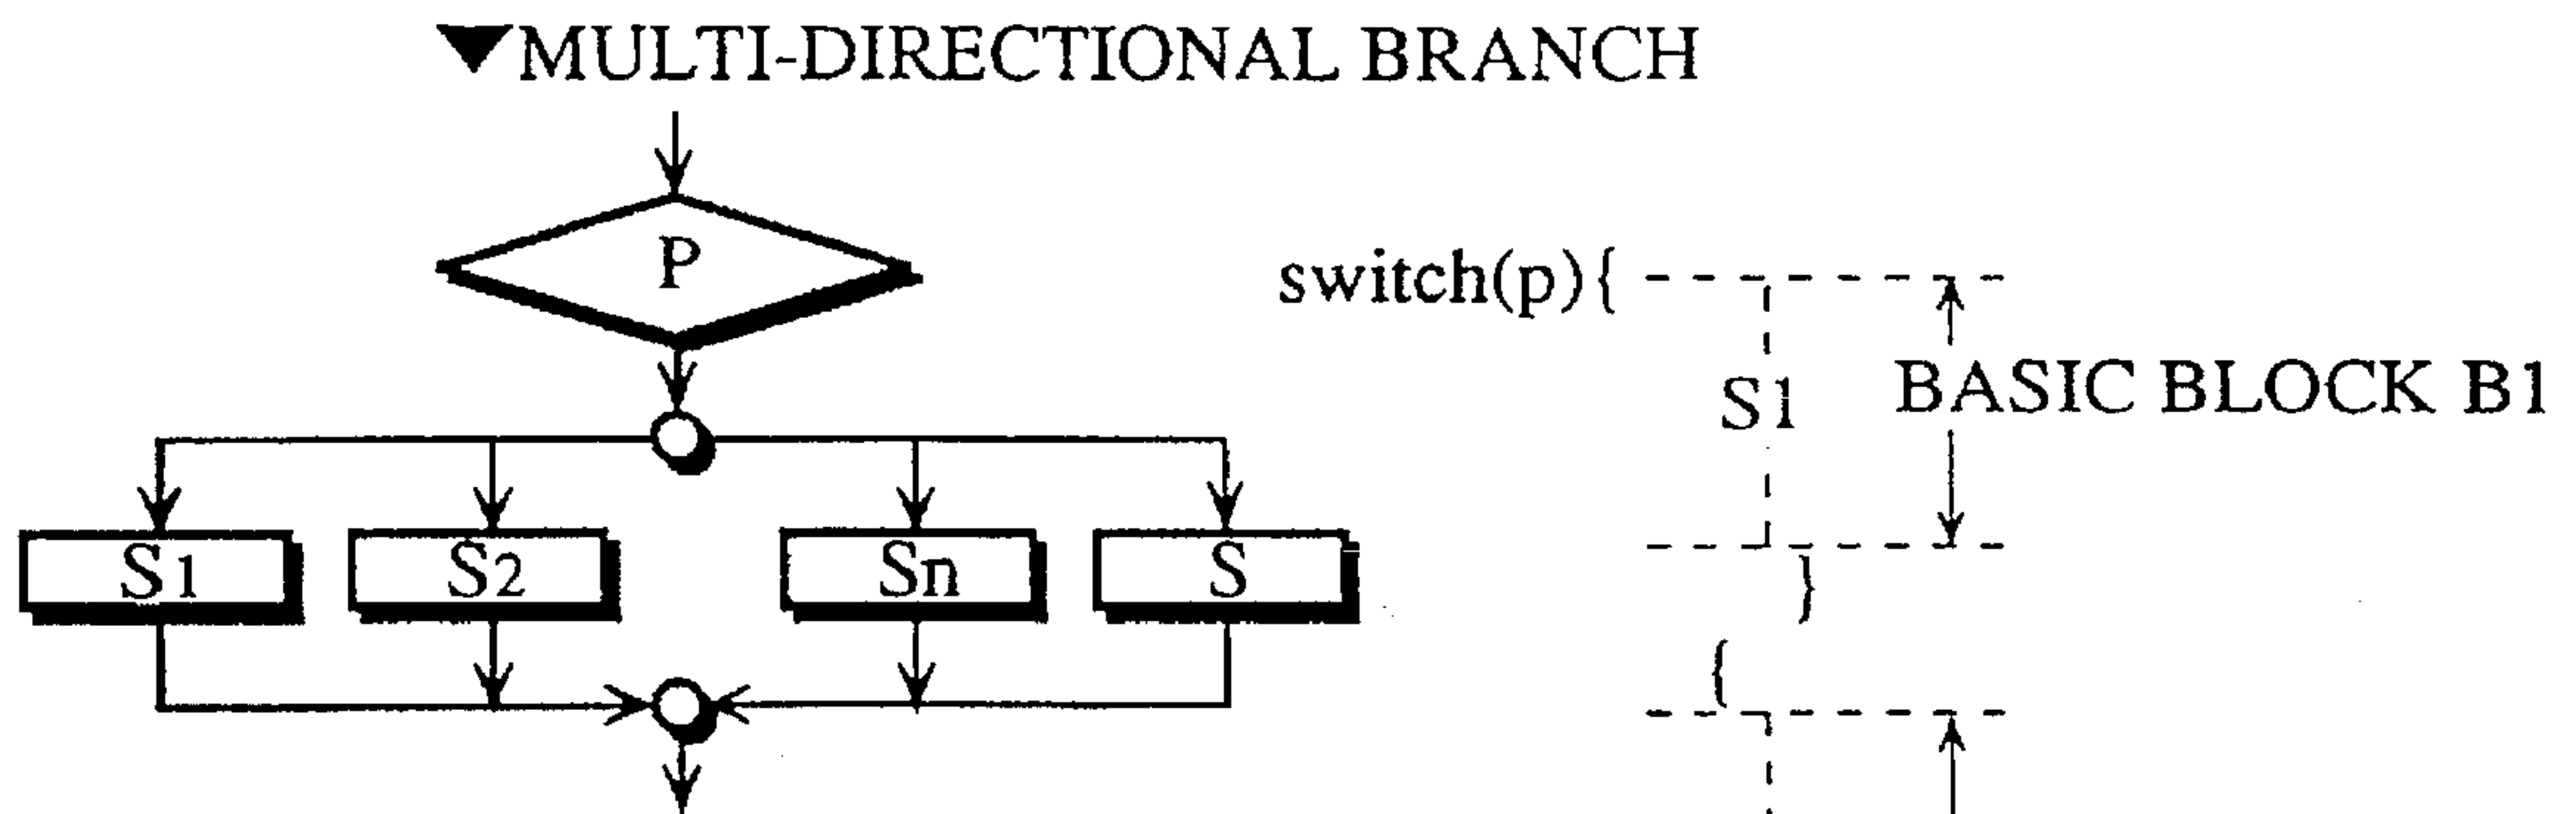 ▼MULTI-DIRECTIONAL BRANCH
P
S1 S2 Sn S
switch(p){
S1 BASIC BLOCK B1
}
{